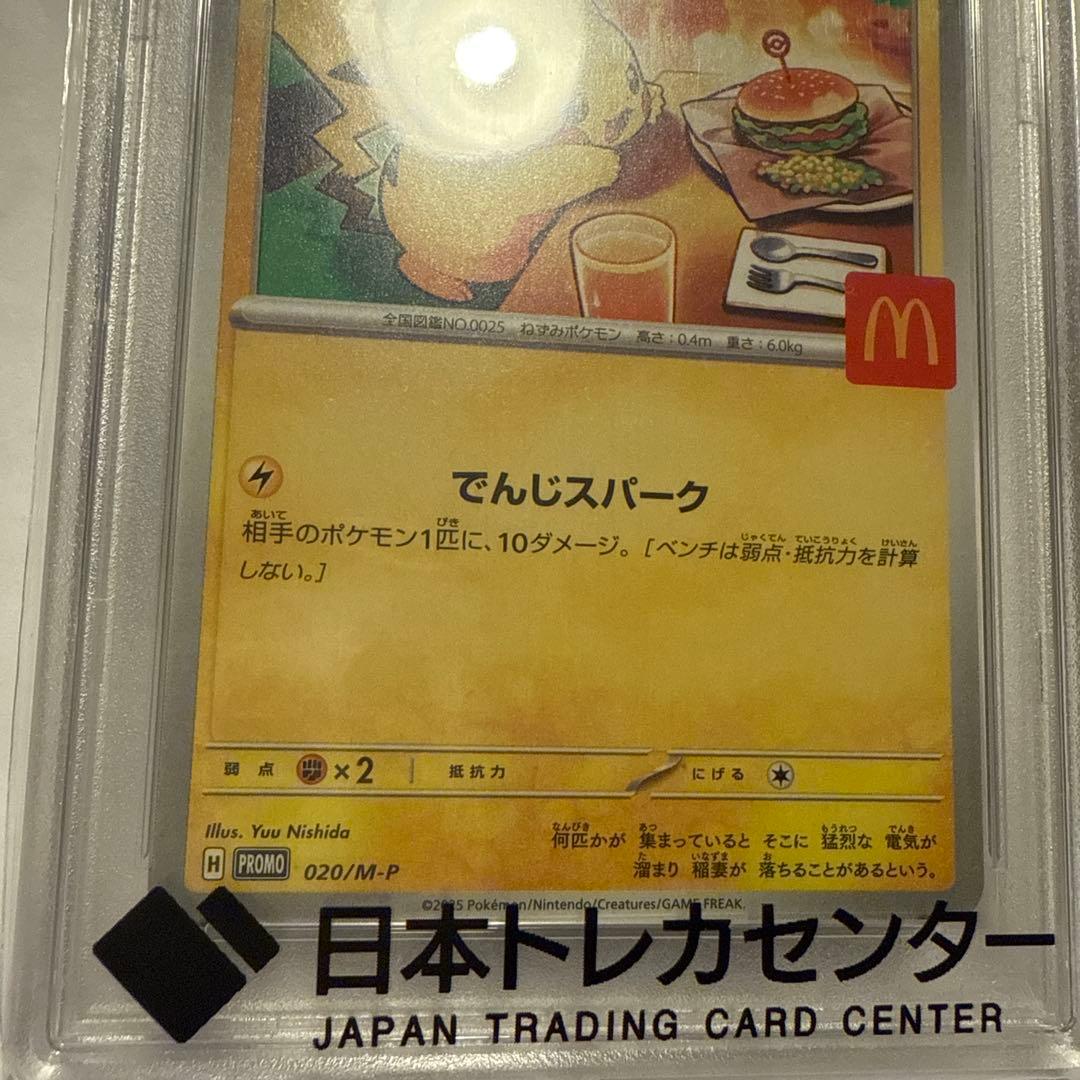 全国図鑑NO.0025 ねずみポケモン 高さ：0.4m 重さ：6.0kg
でんじスパーク
相手のポケモン1匹に、10ダメージ。［ベンチは弱点・抵抗力を計算
しない。］
弱点 ×2 抵抗力 にげる
Illus. Yuu Nishida
H PROMO 020/M-P
何匹かが 集まっていると そこに 猛烈な 電気が
溜まり 稲妻が 落ちることがあるという。
©2025 Pokémon/Nintendo/Creatures/GAME FREAK.
日本トレカセンター
JAPAN TRADING CARD CENTER